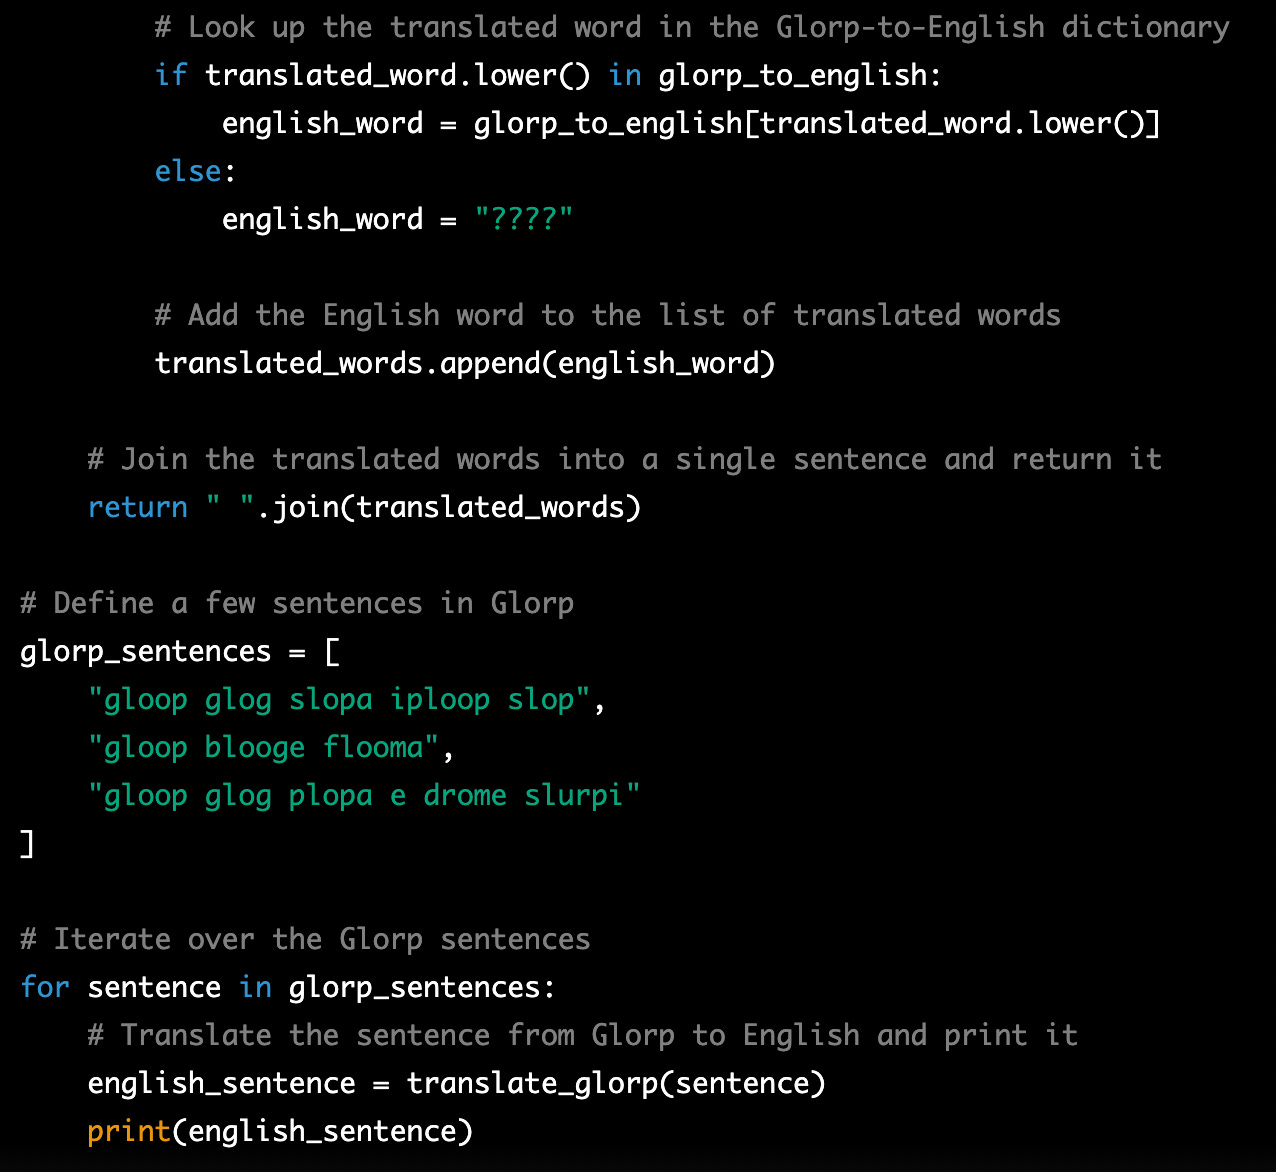 # Look up the translated word in the Glorp-to-English dictionary
        if translated_word.lower() in glorp_to_english:
            english_word = glorp_to_english[translated_word.lower()]
        else:
            english_word = "????"

        # Add the English word to the list of translated words
        translated_words.append(english_word)

    # Join the translated words into a single sentence and return it
    return " ".join(translated_words)

# Define a few sentences in Glorp
glorp_sentences = [
    "gloop glog slopa iploop slop",
    "gloop blooge flooma",
    "gloop glog plopa e drome slurpi"
]

# Iterate over the Glorp sentences
for sentence in glorp_sentences:
    # Translate the sentence from Glorp to English and print it
    english_sentence = translate_glorp(sentence)
    print(english_sentence)